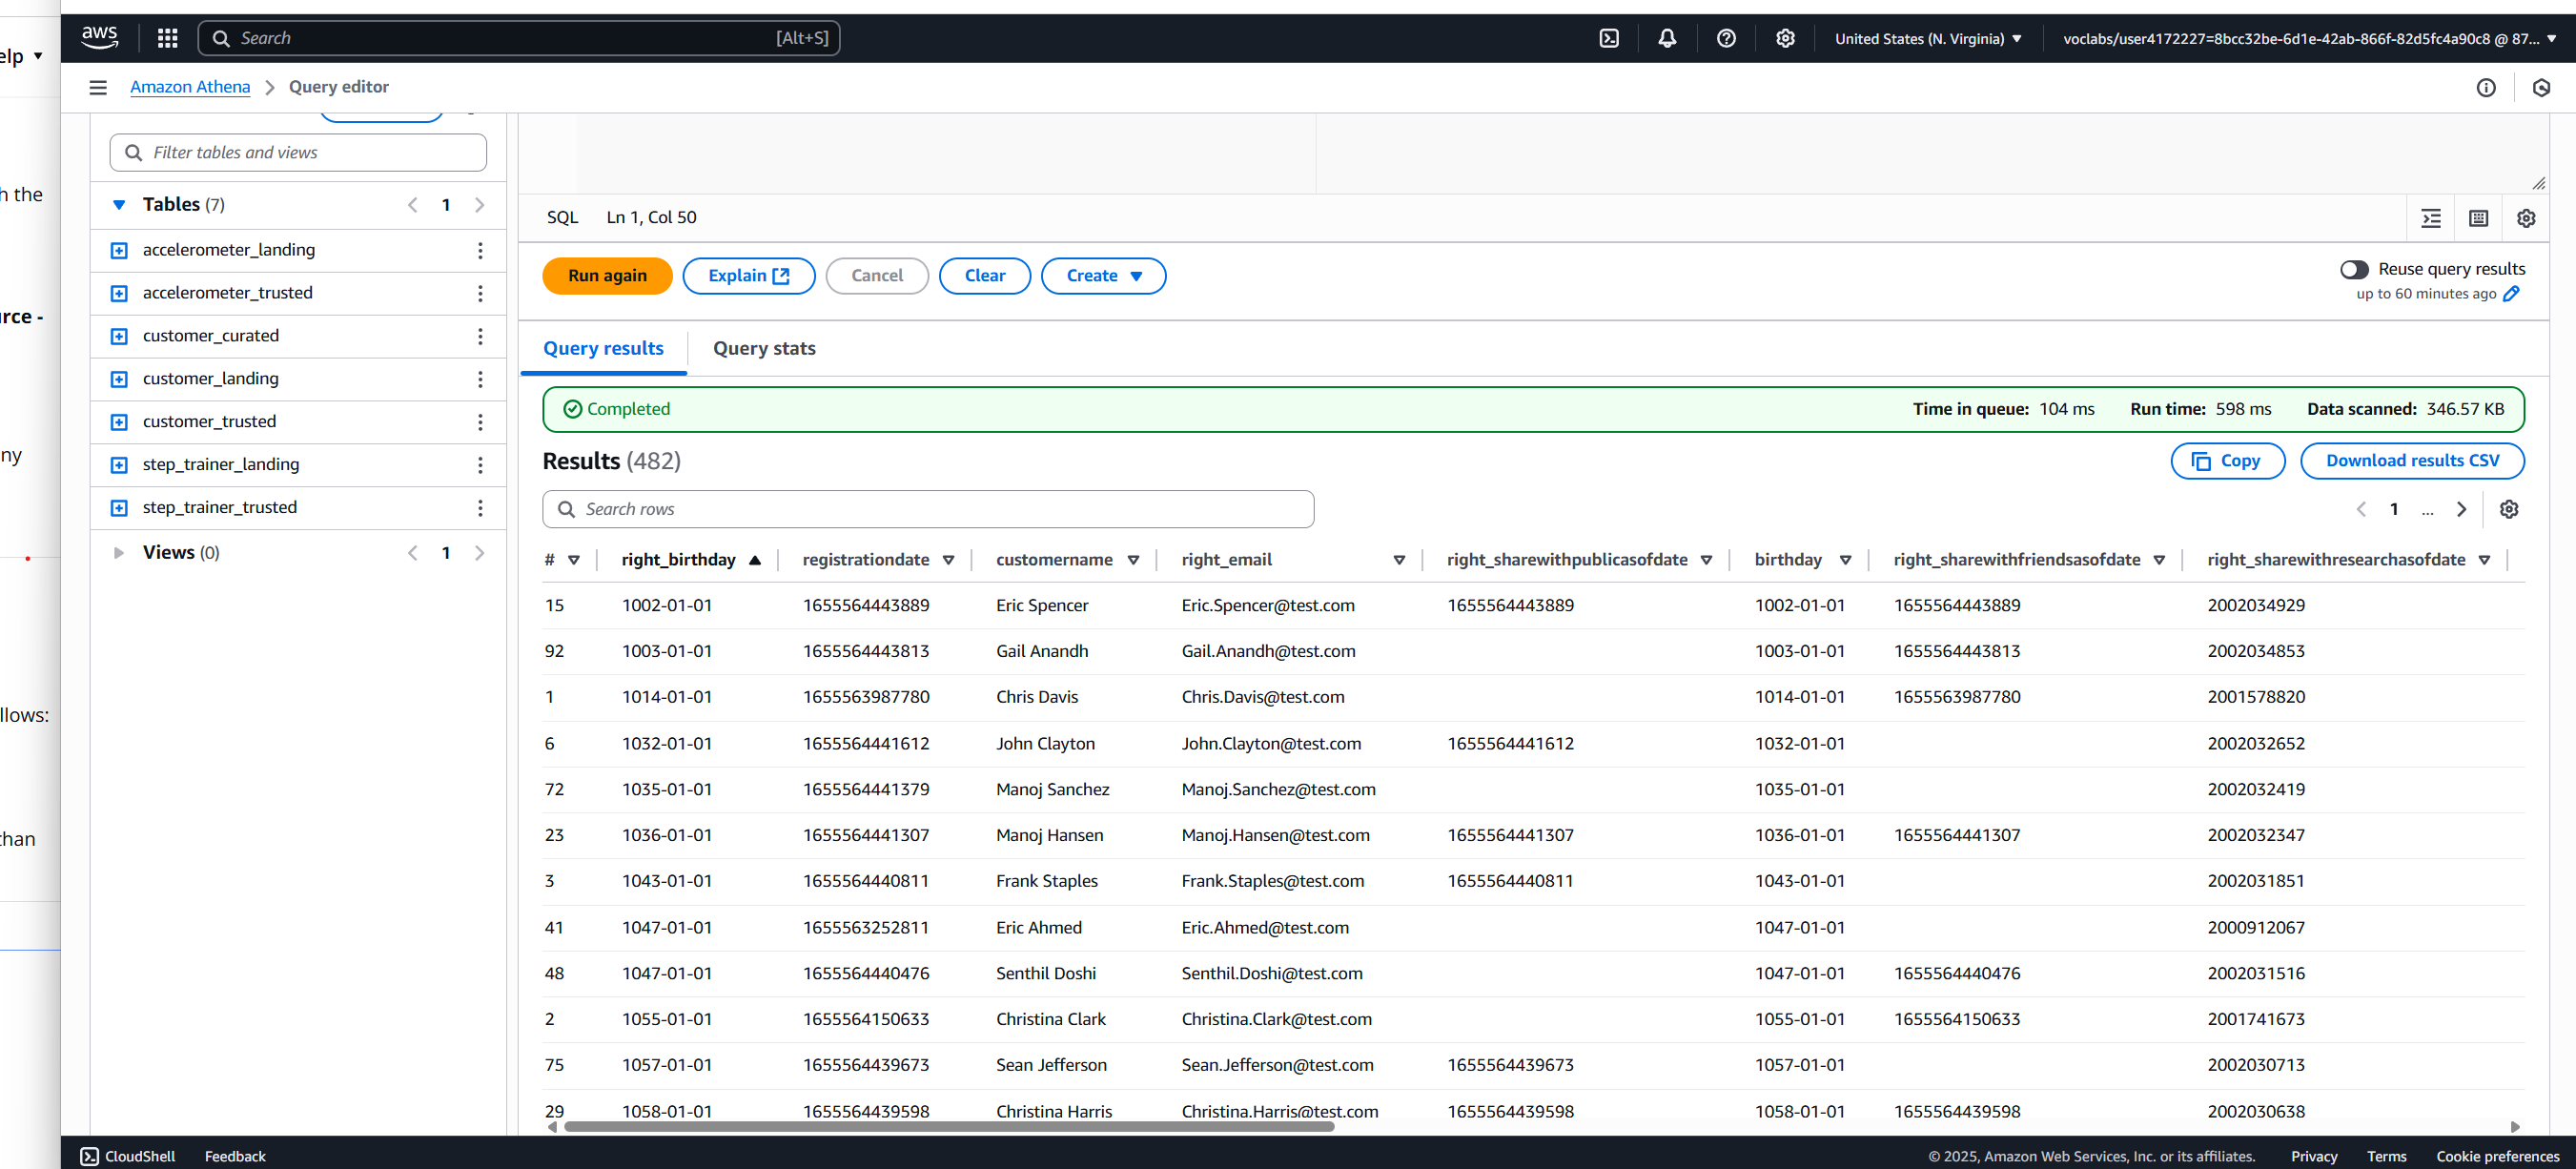 elp
aws
Search
[Alt+S]
United States (N. Virginia)
voclabs/user4172227=8bcc32be-6d1e-42ab-866f-82d5fc4a90c8 @ 87...
Amazon Athena
Query editor
h the
rce -
ny
llows:
than
Filter tables and views
Tables (7)
1
accelerometer_landing
accelerometer_trusted
customer_curated
customer_landing
customer_trusted
step_trainer_landing
step_trainer_trusted
Views (0)
1
SQL Ln 1, Col 50
Run again
Explain
Cancel
Clear
Create
Reuse query results
up to 60 minutes ago
Query results
Query stats
Completed
Time in queue: 104 ms Run time: 598 ms Data scanned: 346.57 KB
Results (482)
Copy
Download results CSV
Search rows
1 ...
# right_birthday registrationdate customername right_email right_sharewithpublicasofdate birthday right_sharewithfriendsasofdate right_sharewithresearchasofdate
15 1002-01-01 1655564443889 Eric Spencer Eric.Spencer@test.com 1655564443889 1002-01-01 1655564443889 2002034929
92 1003-01-01 1655564443813 Gail Anandh Gail.Anandh@test.com 1003-01-01 1655564443813 2002034853
1 1014-01-01 1655563987780 Chris Davis Chris.Davis@test.com 1014-01-01 1655563987780 2001578820
6 1032-01-01 1655564441612 John Clayton John.Clayton@test.com 1655564441612 1032-01-01 2002032652
72 1035-01-01 1655564441379 Manoj Sanchez Manoj.Sanchez@test.com 1035-01-01 2002032419
23 1036-01-01 1655564441307 Manoj Hansen Manoj.Hansen@test.com 1655564441307 1036-01-01 1655564441307 2002032347
3 1043-01-01 1655564440811 Frank Staples Frank.Staples@test.com 1655564440811 1043-01-01 2002031851
41 1047-01-01 1655563252811 Eric Ahmed Eric.Ahmed@test.com 1047-01-01 2000912067
48 1047-01-01 1655564440476 Senthil Doshi Senthil.Doshi@test.com 1047-01-01 1655564440476 2002031516
2 1055-01-01 1655564150633 Christina Clark Christina.Clark@test.com 1055-01-01 1655564150633 2001741673
75 1057-01-01 1655564439673 Sean Jefferson Sean.Jefferson@test.com 1655564439673 1057-01-01 2002030713
29 1058-01-01 1655564439598 Christina Harris Christina.Harris@test.com 1655564439598 1058-01-01 1655564439598 2002030638
CloudShell Feedback
© 2025, Amazon Web Services, Inc. or its affiliates. Privacy Terms Cookie preferences